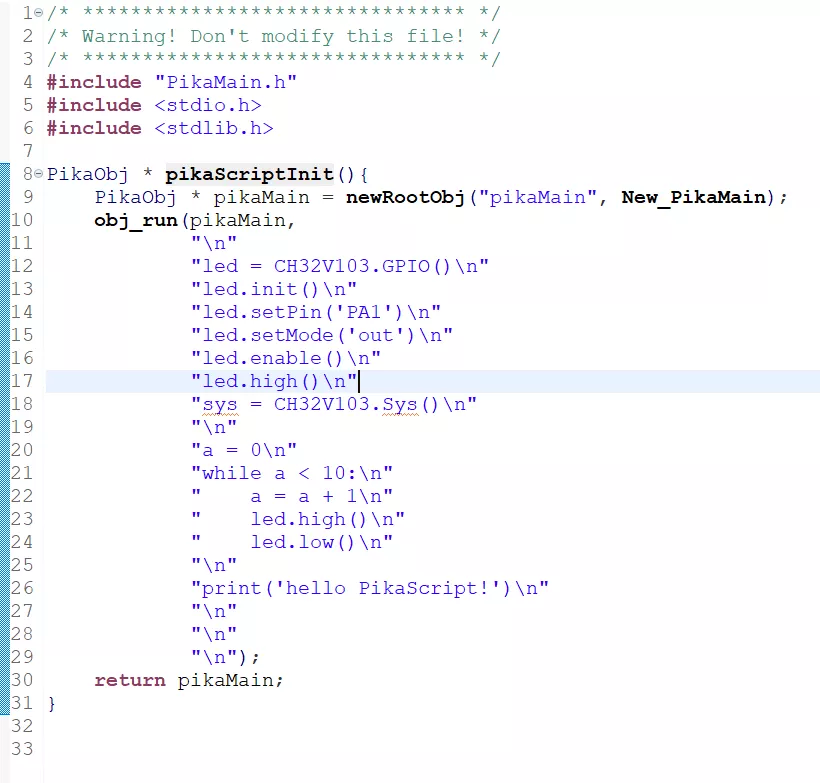 1 /* ******************************** */
2 /* Warning! Don't modify this file! */
3 /* ******************************** */
4 #include "PikaMain.h"
5 #include <stdio.h>
6 #include <stdlib.h>
7
8 PikaObj * pikaScriptInit(){
9     PikaObj * pikaMain = newRootObj("pikaMain", New_PikaMain);
10     obj_run(pikaMain,
11             "\n"
12             "led = CH32V103.GPIO()\n"
13             "led.init()\n"
14             "led.setPin('PA1')\n"
15             "led.setMode('out')\n"
16             "led.enable()\n"
17             "led.high()\n"
18             "sys = CH32V103.Sys()\n"
19             "\n"
20             "a = 0\n"
21             "while a < 10:\n"
22             "    a = a + 1\n"
23             "    led.high()\n"
24             "    led.low()\n"
25             "\n"
26             "print('hello PikaScript!')\n"
27             "\n"
28             "\n"
29             "\n");
30     return pikaMain;
31 }
32
33